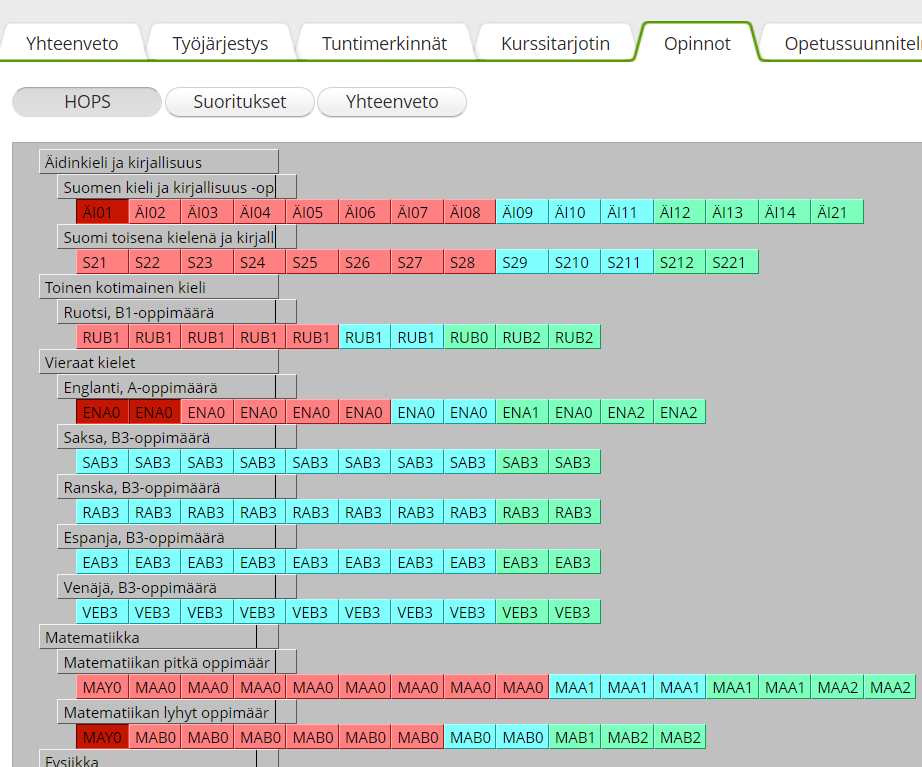 Yhteenveto Työjärjestys Tuntimerkinnät Kurssitarjotin Opinnot Opetussuunnitel
HOPS Suoritukset Yhteenveto
Äidinkieli ja kirjallisuus
Suomen kieli ja kirjallisuus -op
ÄI01 ÄI02 ÄI03 ÄI04 ÄI05 ÄI06 ÄI07 ÄI08 ÄI09 ÄI10 ÄI11 ÄI12 ÄI13 ÄI14 ÄI21
Suomi toisena kielenä ja kirjall
S21 S22 S23 S24 S25 S26 S27 S28 S29 S210 S211 S212 S221
Toinen kotimainen kieli
Ruotsi, B1-oppimäärä
RUB1 RUB1 RUB1 RUB1 RUB1 RUB1 RUB1 RUB0 RUB2 RUB2
Vieraat kielet
Englanti, A-oppimäärä
ENA0 ENA0 ENA0 ENA0 ENA0 ENA0 ENA0 ENA0 ENA1 ENA0 ENA2 ENA2
Saksa, B3-oppimäärä
SAB3 SAB3 SAB3 SAB3 SAB3 SAB3 SAB3 SAB3 SAB3 SAB3
Ranska, B3-oppimäärä
RAB3 RAB3 RAB3 RAB3 RAB3 RAB3 RAB3 RAB3 RAB3 RAB3
Espanja, B3-oppimäärä
EAB3 EAB3 EAB3 EAB3 EAB3 EAB3 EAB3 EAB3 EAB3 EAB3
Venäjä, B3-oppimäärä
VEB3 VEB3 VEB3 VEB3 VEB3 VEB3 VEB3 VEB3 VEB3 VEB3
Matematiikka
Matematiikan pitkä oppimäär
MAY0 MAA0 MAA0 MAA0 MAA0 MAA0 MAA0 MAA0 MAA0 MAA1 MAA1 MAA1 MAA1 MAA1 MAA2 MAA2
Matematiikan lyhyt oppimäär
MAY0 MAB0 MAB0 MAB0 MAB0 MAB0 MAB0 MAB0 MAB0 MAB1 MAB2 MAB2
Fysiikka